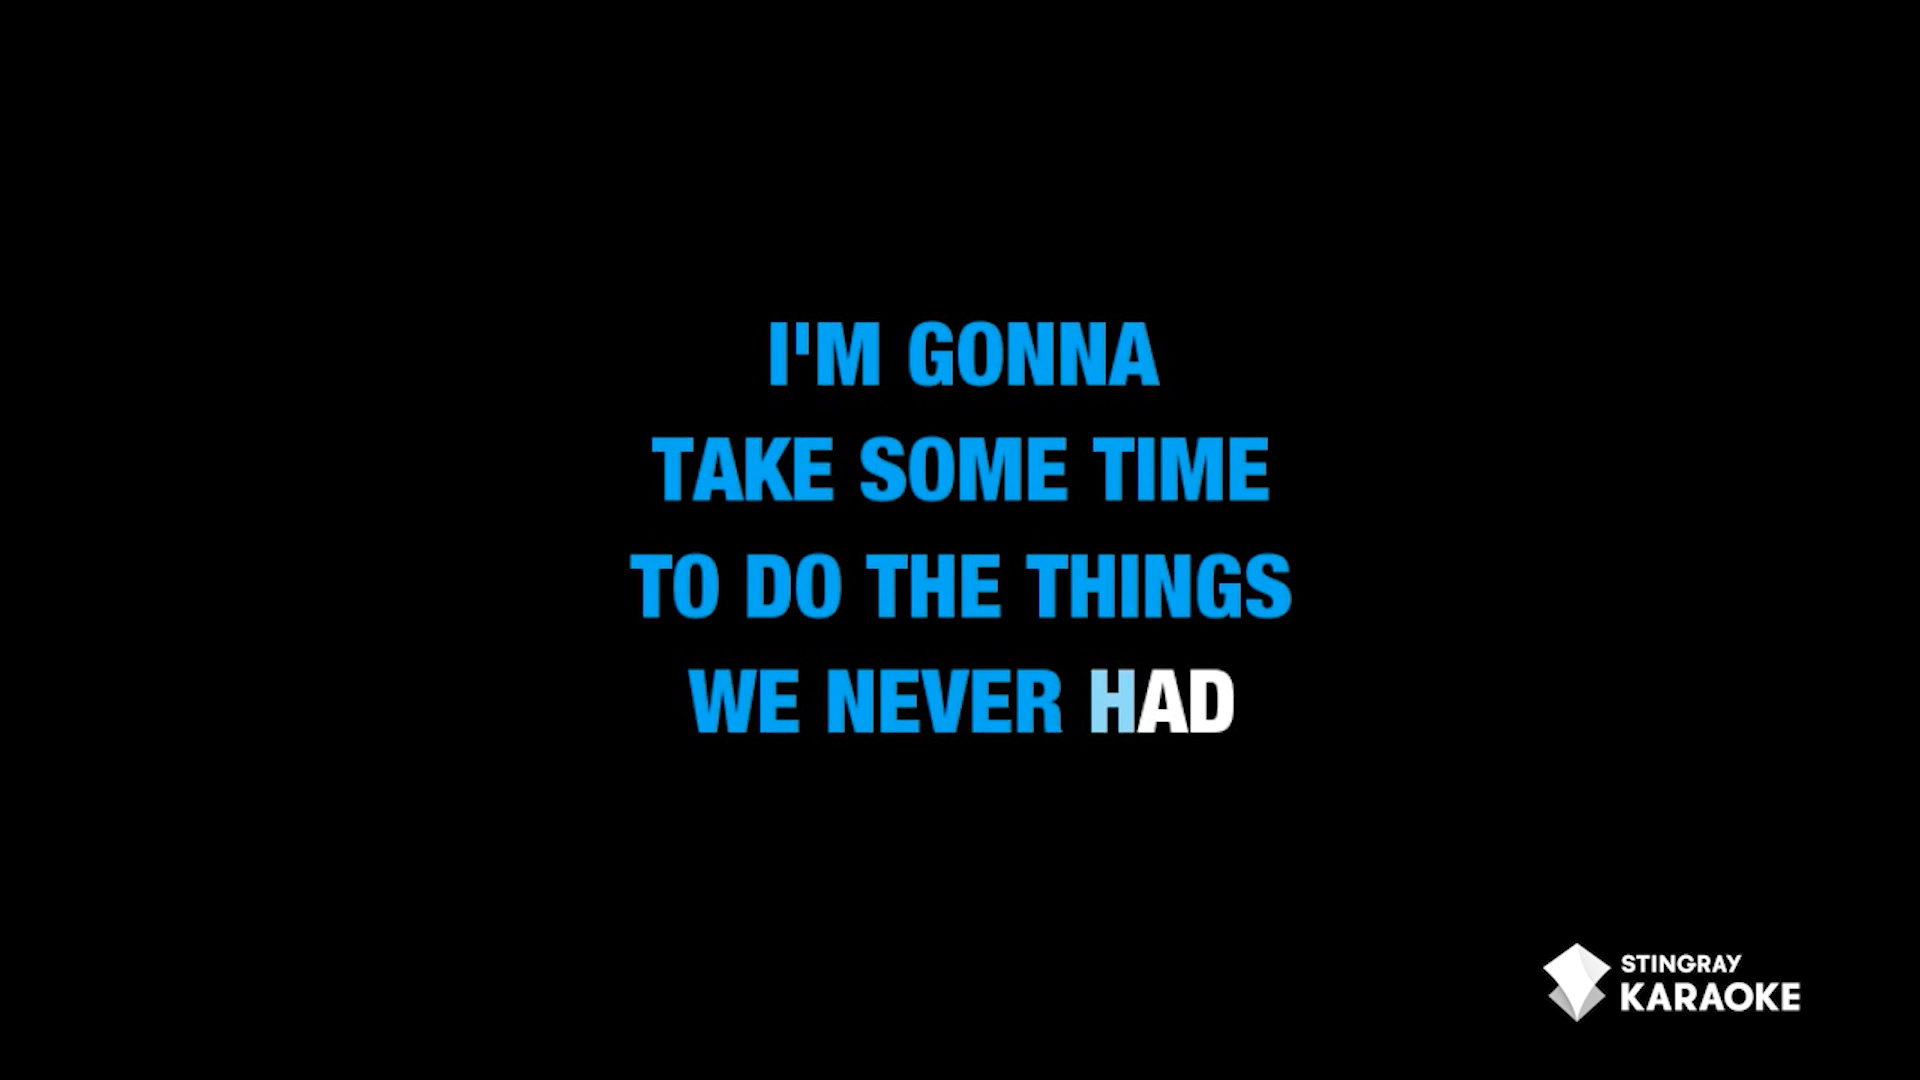 I'M GONNA
TAKE SOME TIME
TO DO THE THINGS
WE NEVER HAD
STINGRAY
KARAOKE